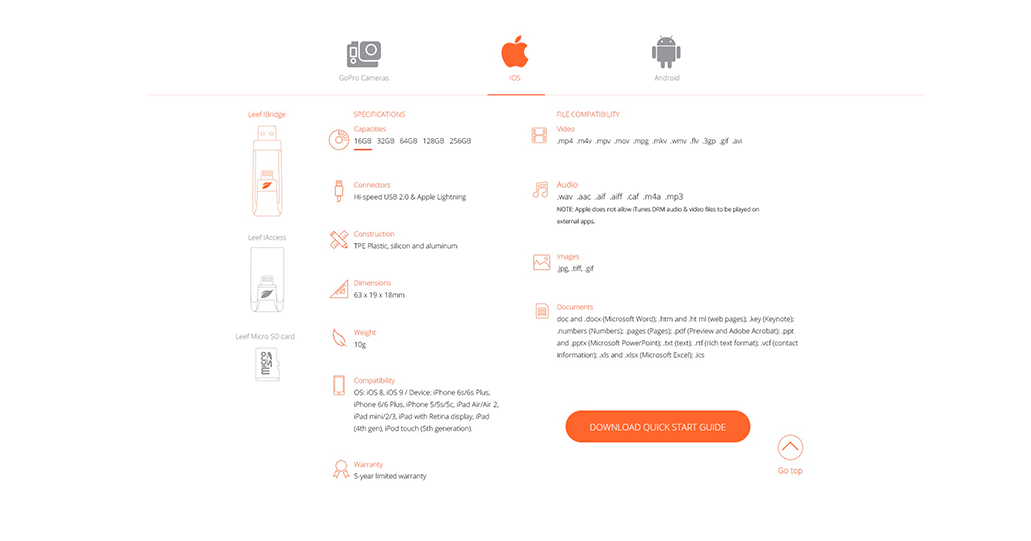 GoPro Cameras
IOS
Android
Leef iBridge
Leef iAccess
Leef Micro SD card
micro
SPECIFICATIONS
Capacities
16GB 32GB 64GB 128GB 256GB
Connectors
Hi-speed USB 2.0 & Apple Lightning
Construction
TPE Plastic, silicon and aluminum
Dimensions
63 x 19 x 18mm
Weight
10g
Compatibility
OS: iOS 8, iOS 9 / Device: iPhone 6s/6s Plus,
iPhone 6/6 Plus, iPhone 5/5s/5c, iPad Air/Air 2,
iPad mini/2/3, iPad with Retina display, iPad
(4th gen), iPod touch (5th generation).
Warranty
5-year limited warranty
FILE COMPATIBILITY
Video
.mp4 .m4v .mpv .mov .mpg .mkv .wmv .flv .3gp .gif .avi
Audio
.wav .aac .aif .aiff .caf .m4a .mp3
NOTE: Apple does not allow iTunes DRM audio & video files to be played on
external apps.
Images
.jpg, .tiff, .gif
Documents
doc and .docx (Microsoft Word); .htm and .ht ml (web pages); .key (Keynote);
.numbers (Numbers); .pages (Pages); .pdf (Preview and Adobe Acrobat); .ppt
and .pptx (Microsoft PowerPoint); .txt (text); .rtf (rich text format); .vcf (contact
information); .xls and .xlsx (Microsoft Excel); .ics
DOWNLOAD QUICK START GUIDE
Go top